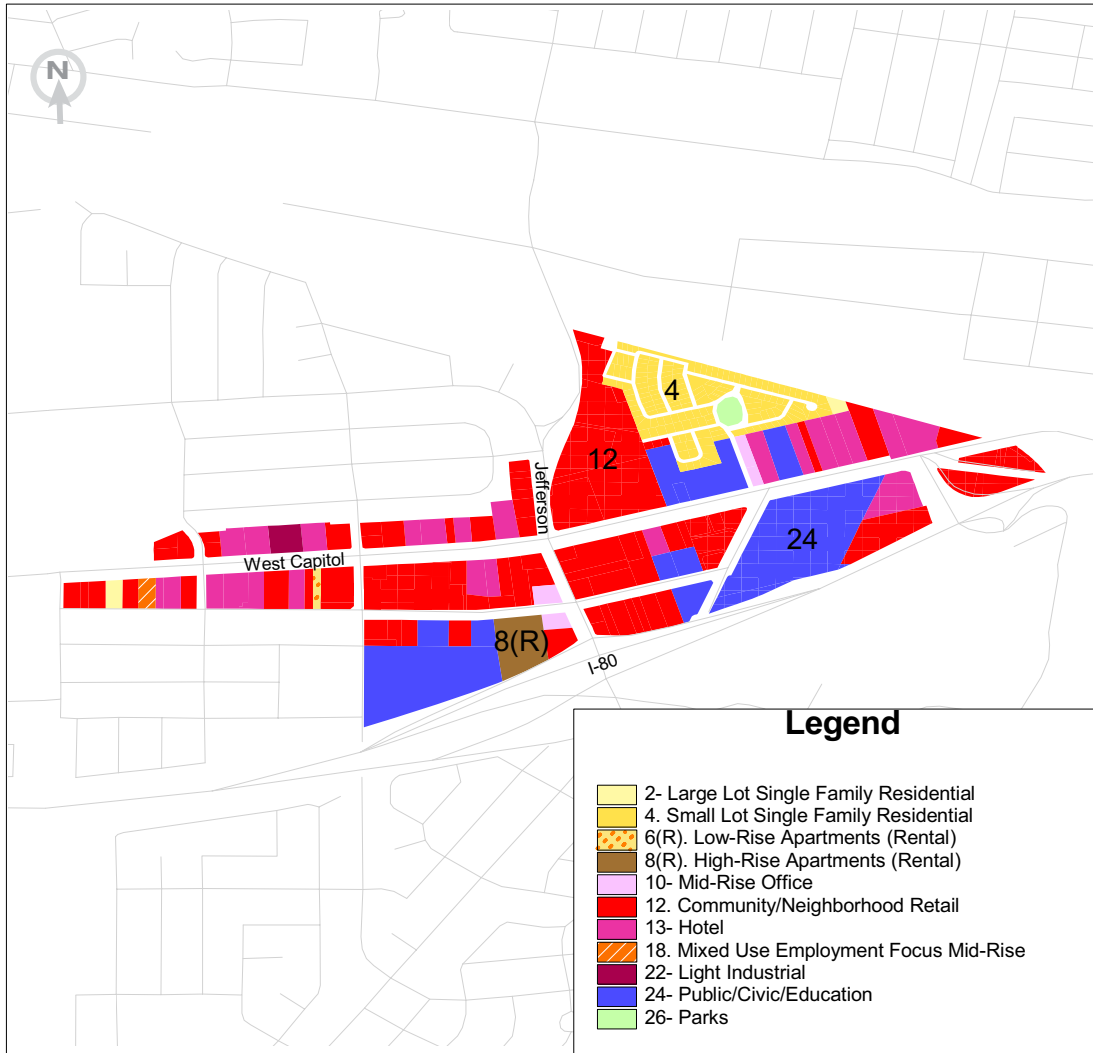 N
4
12
Jefferson
24
West Capitol
8(R)
I-80
Legend
2- Large Lot Single Family Residential
4. Small Lot Single Family Residential
6(R). Low-Rise Apartments (Rental)
8(R). High-Rise Apartments (Rental)
10- Mid-Rise Office
12. Community/Neighborhood Retail
13- Hotel
18. Mixed Use Employment Focus Mid-Rise
22- Light Industrial
24- Public/Civic/Education
26- Parks